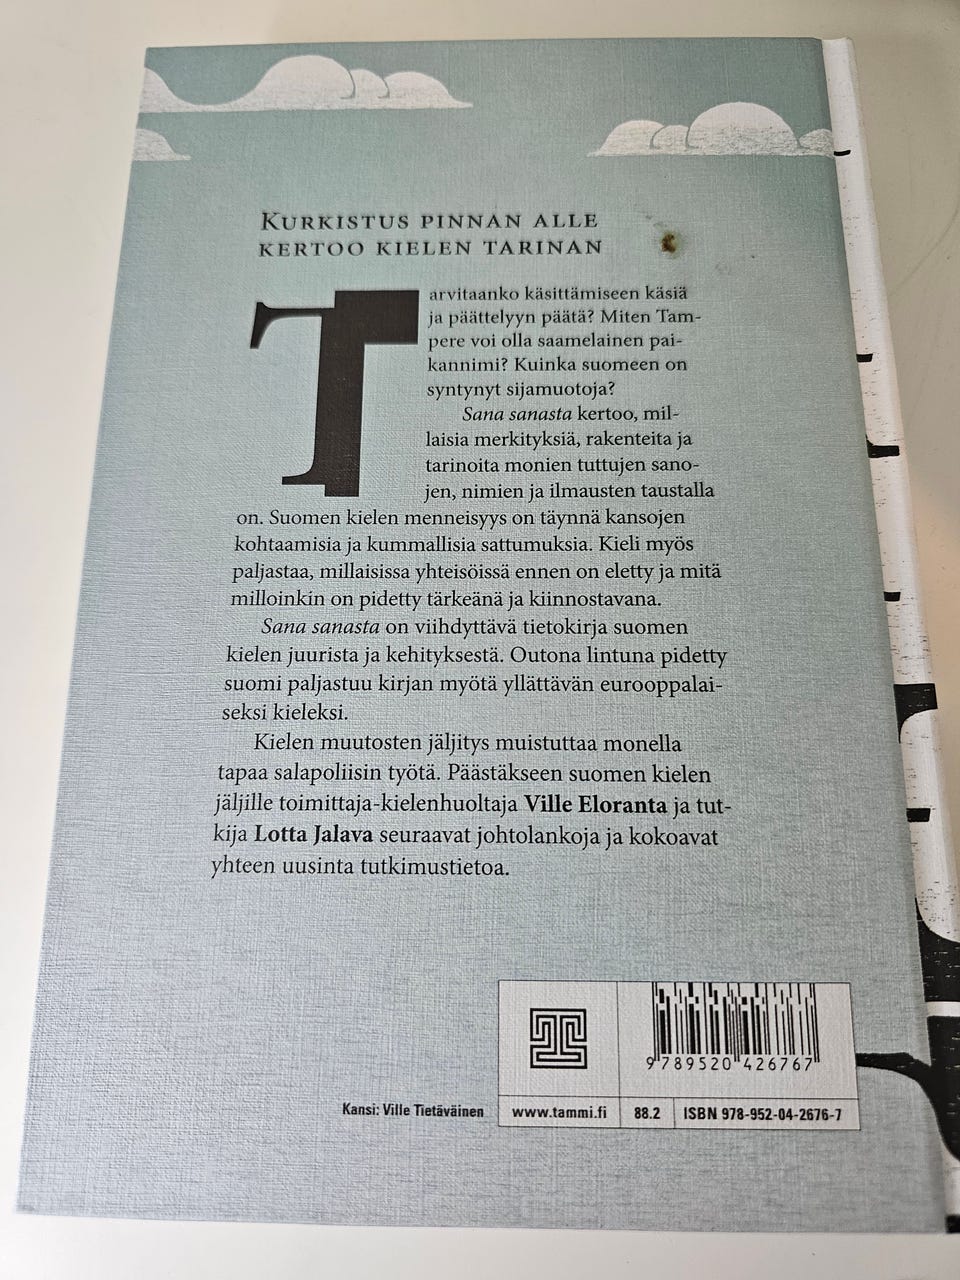 KURKISTUS PINNAN ALLE
KERTOO KIELEN TARINAN
Tarvitaanko käsittämiseen käsiä
ja päättelyyn päätä? Miten Tam-
pere voi olla saamelainen pai-
kannimi? Kuinka suomeen on
syntynyt sijamuotoja?
Sana sanasta kertoo, mil-
laisia merkityksiä, rakenteita ja
tarinoita monien tuttujen sano-
jen, nimien ja ilmausten taustalla
on. Suomen kielen menneisyys on täynnä kansojen
kohtaamisia ja kummallisia sattumuksia. Kieli myös
paljastaa, millaisissa yhteisöissä ennen on eletty ja mitä
milloinkin on pidetty tärkeänä ja kiinnostavana.
Sana sanasta on viihdyttävä tietokirja suomen
kielen juurista ja kehityksestä. Outona lintuna pidetty
suomi paljastuu kirjan myötä yllättävän eurooppalai-
seksi kieleksi.
Kielen muutosten jäljitys muistuttaa monella
tapaa salapoliisin työtä. Päästäkseen suomen kielen
jäljille toimittaja-kielenhuoltaja Ville Eloranta ja tut-
kija Lotta Jalava seuraavat johtolankoja ja kokoavat
yhteen uusinta tutkimustietoa.
9 789520 426767
Kansi: Ville Tietäväinen
www.tammi.fi
88.2
ISBN 978-952-04-2676-7